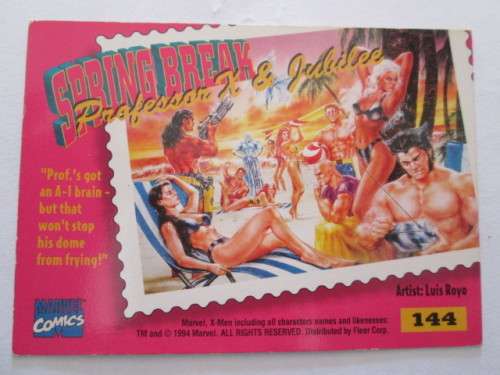 SPRING BREAK
Professor X & Jubilee
"Prof.'s got
an A-1 brain -
but that
won't stop
his dome
from frying!"
Artist: Luis Royo
MARVEL
COMICS
144
Marvel, X-Men including all characters names and likenesses:
TM and © 1994 Marvel. ALL RIGHTS RESERVED. Distributed by Fleer Corp.